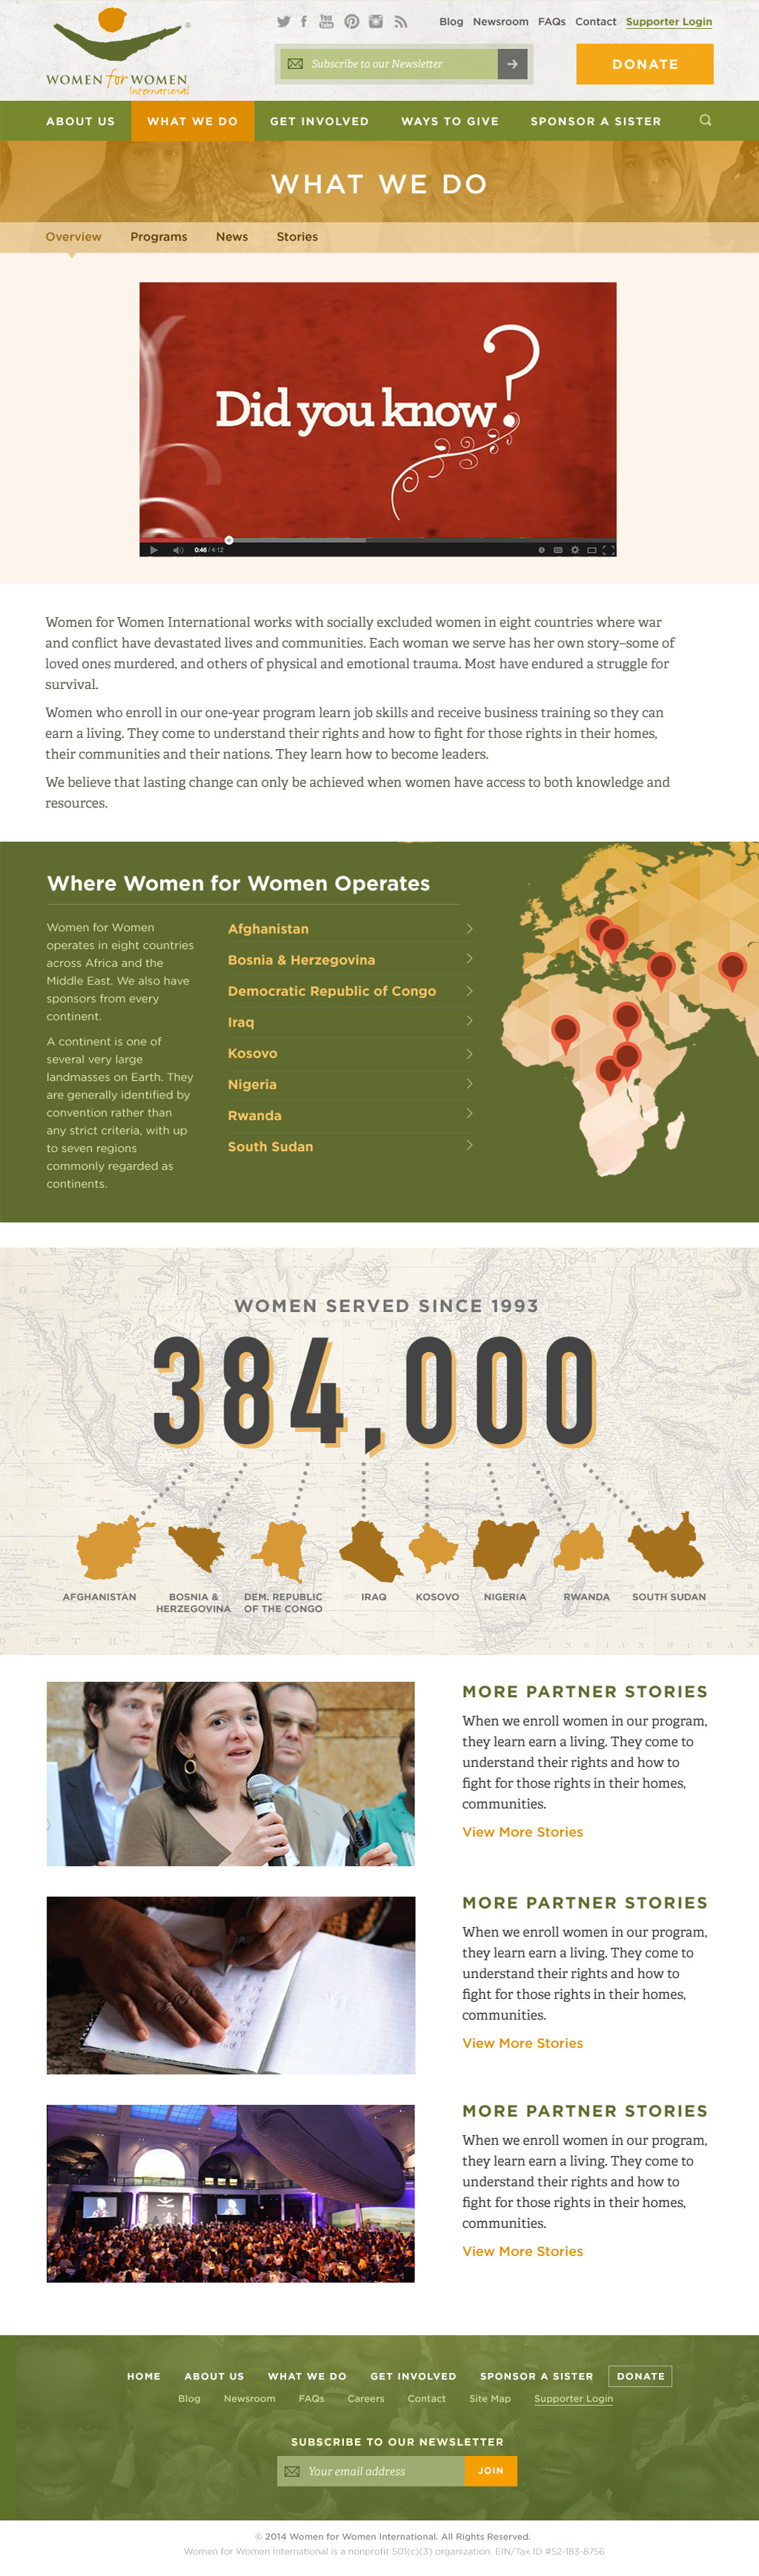 Blog Newsroom FAQs Contact Supporter Login
WOMEN for WOMEN
International
®
Subscribe to our Newsletter
DONATE
ABOUT US WHAT WE DO GET INVOLVED WAYS TO GIVE SPONSOR A SISTER
WHAT WE DO
Overview Programs News Stories
Did you know?
0:46 / 4:12
Women for Women International works with socially excluded women in eight countries where war
and conflict have devastated lives and communities. Each woman we serve has her own story–some of
loved ones murdered, and others of physical and emotional trauma. Most have endured a struggle for
survival.
Women who enroll in our one-year program learn job skills and receive business training so they can
earn a living. They come to understand their rights and how to fight for those rights in their homes,
their communities and their nations. They learn how to become leaders.
We believe that lasting change can only be achieved when women have access to both knowledge and
resources.
Where Women for Women Operates
Women for Women
operates in eight countries
across Africa and the
Middle East. We also have
sponsors from every
continent.
A continent is one of
several very large
landmasses on Earth. They
are generally identified by
convention rather than
any strict criteria, with up
to seven regions
commonly regarded as
continents.
Afghanistan
Bosnia & Herzegovina
Democratic Republic of Congo
Iraq
Kosovo
Nigeria
Rwanda
South Sudan
WOMEN SERVED SINCE 1993
384,000
AFGHANISTAN
BOSNIA &
HERZEGOVINA
DEM. REPUBLIC
OF THE CONGO
IRAQ
KOSOVO
NIGERIA
RWANDA
SOUTH SUDAN
INDIAN OCEAN
MORE PARTNER STORIES
When we enroll women in our program,
they learn earn a living. They come to
understand their rights and how to
fight for those rights in their homes,
communities.
View More Stories
MORE PARTNER STORIES
When we enroll women in our program,
they learn earn a living. They come to
understand their rights and how to
fight for those rights in their homes,
communities.
View More Stories
MORE PARTNER STORIES
When we enroll women in our program,
they learn earn a living. They come to
understand their rights and how to
fight for those rights in their homes,
communities.
View More Stories
HOME ABOUT US WHAT WE DO GET INVOLVED SPONSOR A SISTER DONATE
Blog Newsroom FAQs Careers Contact Site Map Supporter Login
SUBSCRIBE TO OUR NEWSLETTER
Your email address JOIN
© 2014 Women for Women International. All Rights Reserved.
Women for Women International is a nonprofit 501(c)(3) organization. EIN/Tax ID #52-183-8756